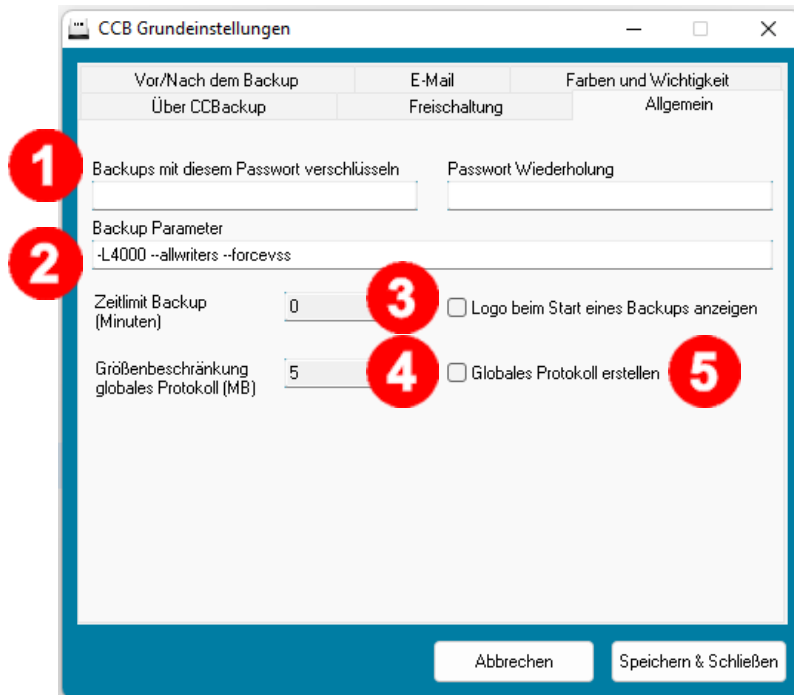 CCB Grundeinstellungen
Vor/Nach dem Backup
E-Mail
Farben und Wichtigkeit
Über CCBackup
Freischaltung
Allgemein
1
Backups mit diesem Passwort verschlüsseln
Passwort Wiederholung
Backup Parameter
2
-L4000 --allwriters --forcevss
Zeitlimit Backup
(Minuten)
0
3
Logo beim Start eines Backups anzeigen
Größenbeschränkung
globales Protokoll (MB)
5
4
Globales Protokoll erstellen
5
Abbrechen
Speichern & Schließen